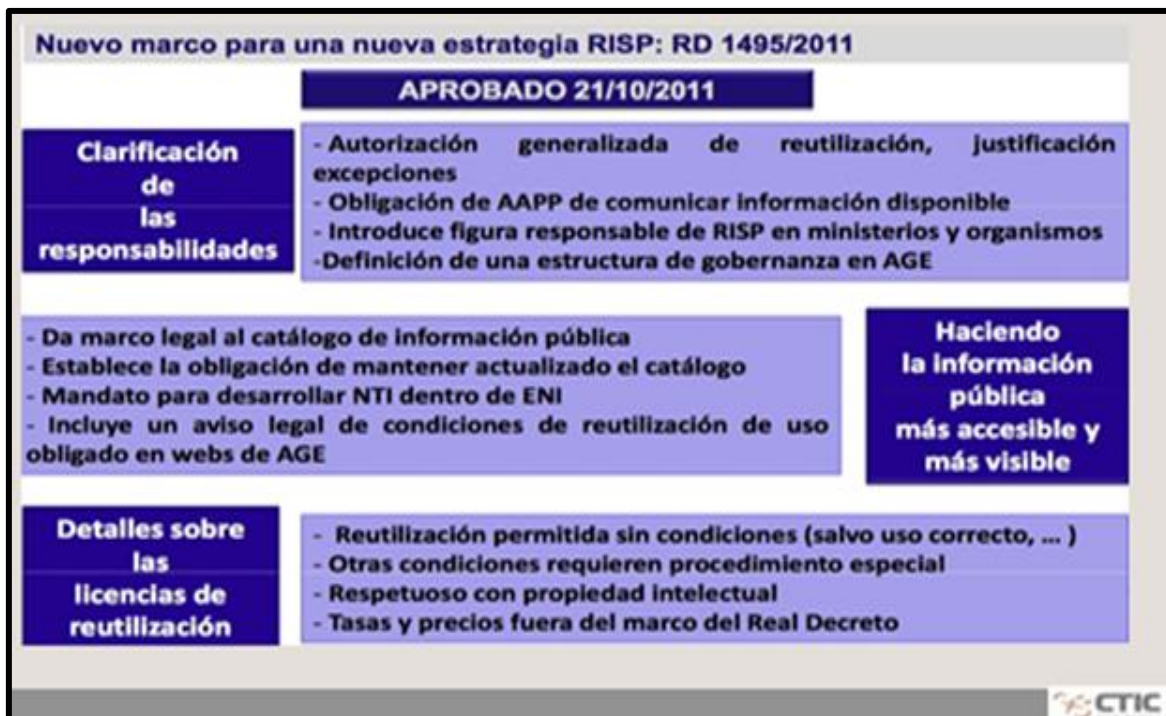 Nuevo marco para una nueva estrategia RISP: RD 1495/2011
APROBADO 21/10/2011
Clarificación
de
las
responsabilidades
- Autorización generalizada de reutilización, justificación
excepciones
- Obligación de AAPP de comunicar información disponible
- Introduce figura responsable de RISP en ministerios y organismos
-Definición de una estructura de gobernanza en AGE
- Da marco legal al catálogo de información pública
- Establece la obligación de mantener actualizado el catálogo
- Mandato para desarrollar NTI dentro de ENI
- Incluye un aviso legal de condiciones de reutilización de uso
obligado en webs de AGE
Haciendo
la información
pública
más accesible y
más visible
Detalles sobre
las
licencias de
reutilización
- Reutilización permitida sin condiciones (salvo uso correcto, ... )
- Otras condiciones requieren procedimiento especial
- Respetuoso con propiedad intelectual
- Tasas y precios fuera del marco del Real Decreto
CTIC